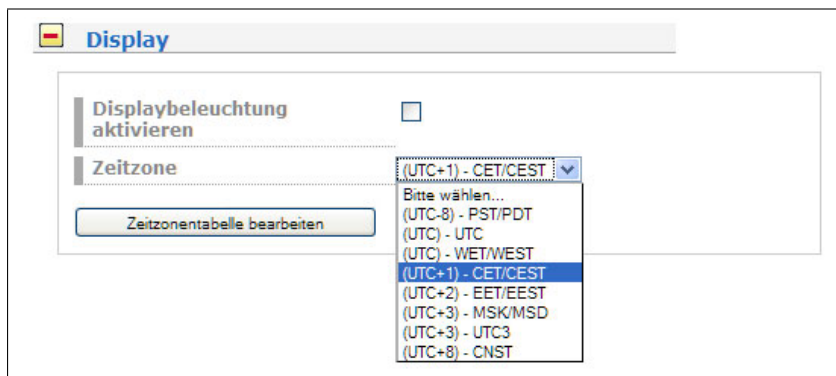 Display
Displaybeleuchtung
aktivieren
Zeitzone
(UTC+1) - CET/CEST
Bitte wählen...
(UTC-8) - PST/PDT
(UTC) - UTC
(UTC) - WET/WEST
(UTC+1) - CET/CEST
(UTC+2) - EET/EEST
(UTC+3) - MSK/MSD
(UTC+3) - UTC3
(UTC+8) - CNST
Zeitzonentabelle bearbeiten